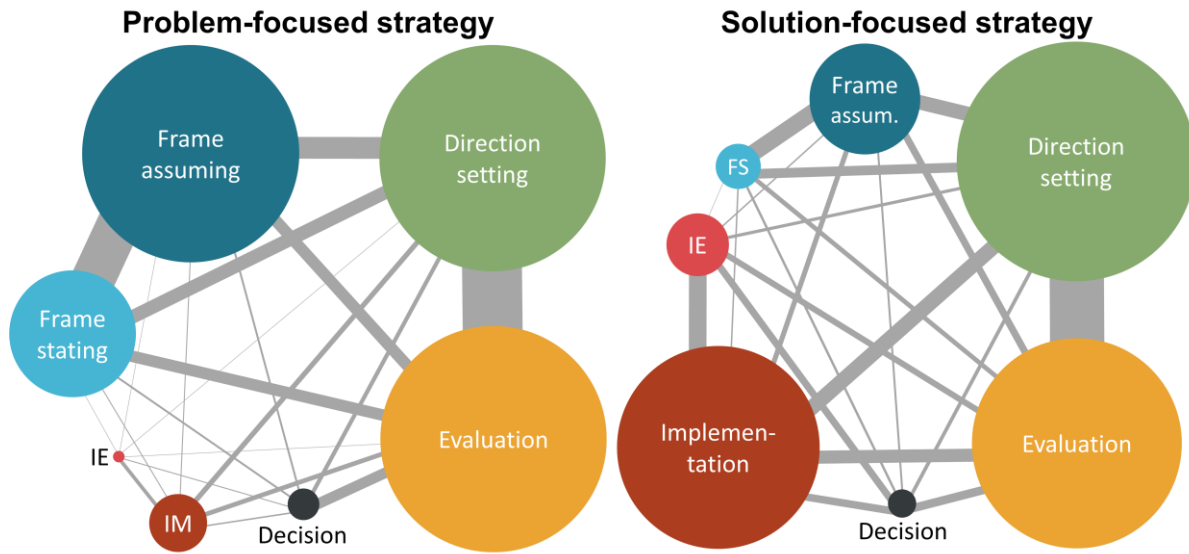 Problem-focused strategy
Frame
assuming
Direction
setting
Frame
stating
Evaluation
IE
IM
Decision
Solution-focused strategy
Frame
assum.
Direction
setting
FS
IE
Implemen-
tation
Evaluation
Decision